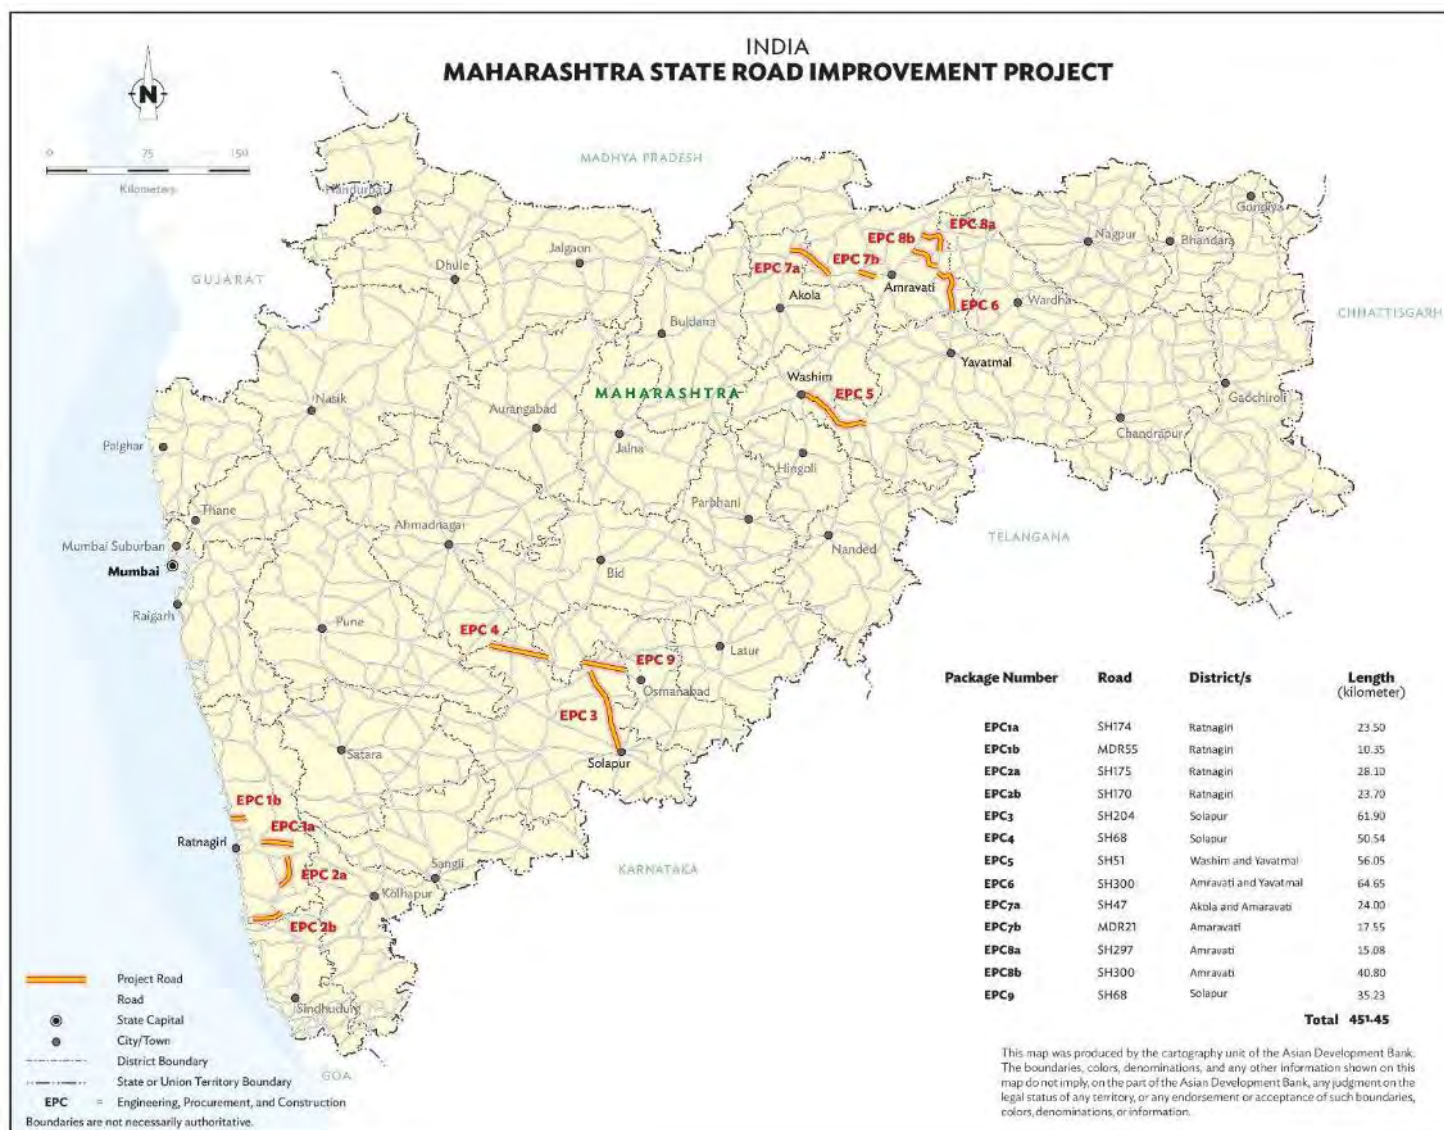 INDIA
MAHARASHTRA STATE ROAD IMPROVEMENT PROJECT
N
0 75 150
Kilometers
MADHYA PRADESH
GUJARAT
CHHATTISGARH
TELANGANA
KARNATAKA
GOA
MAHARASHTRA
Nandurbar
Dhule
Jalgaon
Buldana
Akola
Amravati
Nagpur
Bhandara
Gondiya
Wardha
Yavatmal
Washim
Gadchiroli
Chandrapur
Nasik
Aurangabad
Jalna
Hingoli
Parbhani
Nanded
Palghar
Thane
Mumbai Suburban
Mumbai
Raigarh
Ahmadnagar
Bid
Pune
Latur
Osmanabad
Satara
Solapur
Ratnagiri
Sangli
Kolhapur
Sindhudurg
EPC 8a
EPC 8b
EPC 7b
EPC 7a
EPC 6
EPC 5
EPC 4
EPC 9
EPC 3
EPC 1b
EPC 1a
EPC 2a
EPC 2b
Package Number Road District/s Length
(kilometer)
EPC1a SH174 Ratnagiri 23.50
EPC1b MDR55 Ratnagiri 10.35
EPC2a SH175 Ratnagiri 28.10
EPC2b SH170 Ratnagiri 23.70
EPC3 SH204 Solapur 61.90
EPC4 SH68 Solapur 50.54
EPC5 SH51 Washim and Yavatmal 56.05
EPC6 SH300 Amravati and Yavatmal 64.65
EPC7a SH47 Akola and Amaravati 24.00
EPC7b MDR21 Amaravati 17.55
EPC8a SH297 Amravati 15.08
EPC8b SH300 Amravati 40.80
EPC9 SH68 Solapur 35.23
Total 451.45
Project Road
Road
State Capital
City/Town
District Boundary
State or Union Territory Boundary
EPC = Engineering, Procurement, and Construction
Boundaries are not necessarily authoritative.
This map was produced by the cartography unit of the Asian Development Bank.
The boundaries, colors, denominations, and any other information shown on this
map do not imply, on the part of the Asian Development Bank, any judgment on the
legal status of any territory, or any endorsement or acceptance of such boundaries,
colors, denominations, or information.